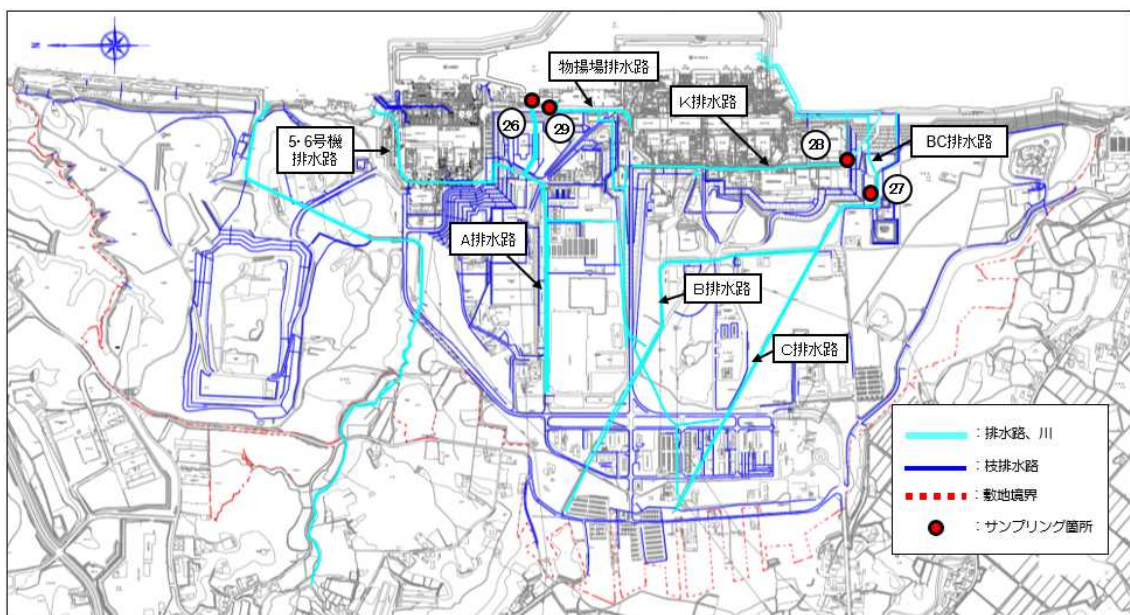 N
物揚場排水路
K排水路
26
29
28
BC排水路
5・6号機
排水路
27
A排水路
B排水路
C排水路
：排水路、川
：枝排水路
：敷地境界
：サンプリング箇所